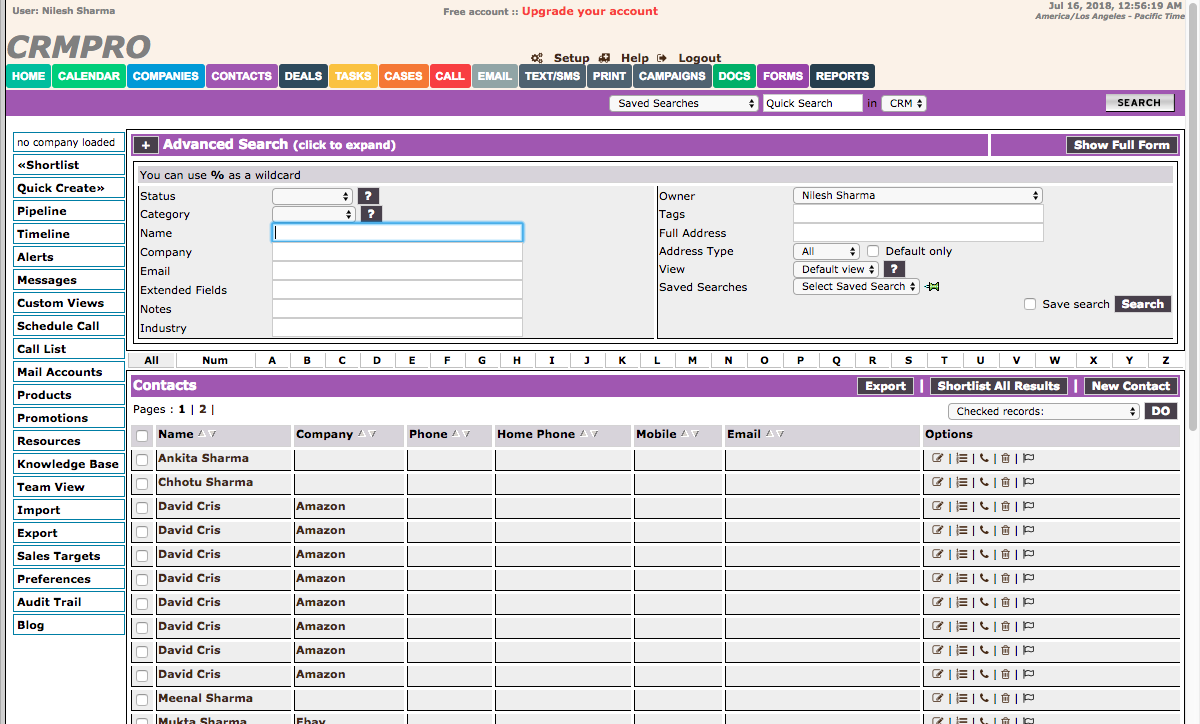 User: Nilesh Sharma
Free account :: Upgrade your account
Jul 16, 2018, 12:56:19 AM
America/Los Angeles - Pacific Time
CRMPRO
Setup Help Logout
HOME CALENDAR COMPANIES CONTACTS DEALS TASKS CASES CALL EMAIL TEXT/SMS PRINT CAMPAIGNS DOCS FORMS REPORTS
Saved Searches Quick Search in CRM SEARCH
no company loaded
«Shortlist
Quick Create»
Pipeline
Timeline
Alerts
Messages
Custom Views
Schedule Call
Call List
Mail Accounts
Products
Promotions
Resources
Knowledge Base
Team View
Import
Export
Sales Targets
Preferences
Audit Trail
Blog
+ Advanced Search (click to expand) Show Full Form
You can use % as a wildcard
Status ?
Category ?
Name
Company
Email
Extended Fields
Notes
Industry
Owner Nilesh Sharma
Tags
Full Address
Address Type All Default only
View Default view ?
Saved Searches Select Saved Search
Save search Search
All Num A B C D E F G H I J K L M N O P Q R S T U V W X Y Z
Contacts Export | Shortlist All Results | New Contact
Pages : 1 | 2 |
Checked records: DO
Name Company Phone Home Phone Mobile Email Options
Ankita Sharma | | | |
Chhotu Sharma | | | |
David Cris Amazon | | | |
David Cris Amazon | | | |
David Cris Amazon | | | |
David Cris Amazon | | | |
David Cris Amazon | | | |
David Cris Amazon | | | |
David Cris Amazon | | | |
David Cris Amazon | | | |
Meenal Sharma | | | |
Mukta Sharma Ebay | | | |